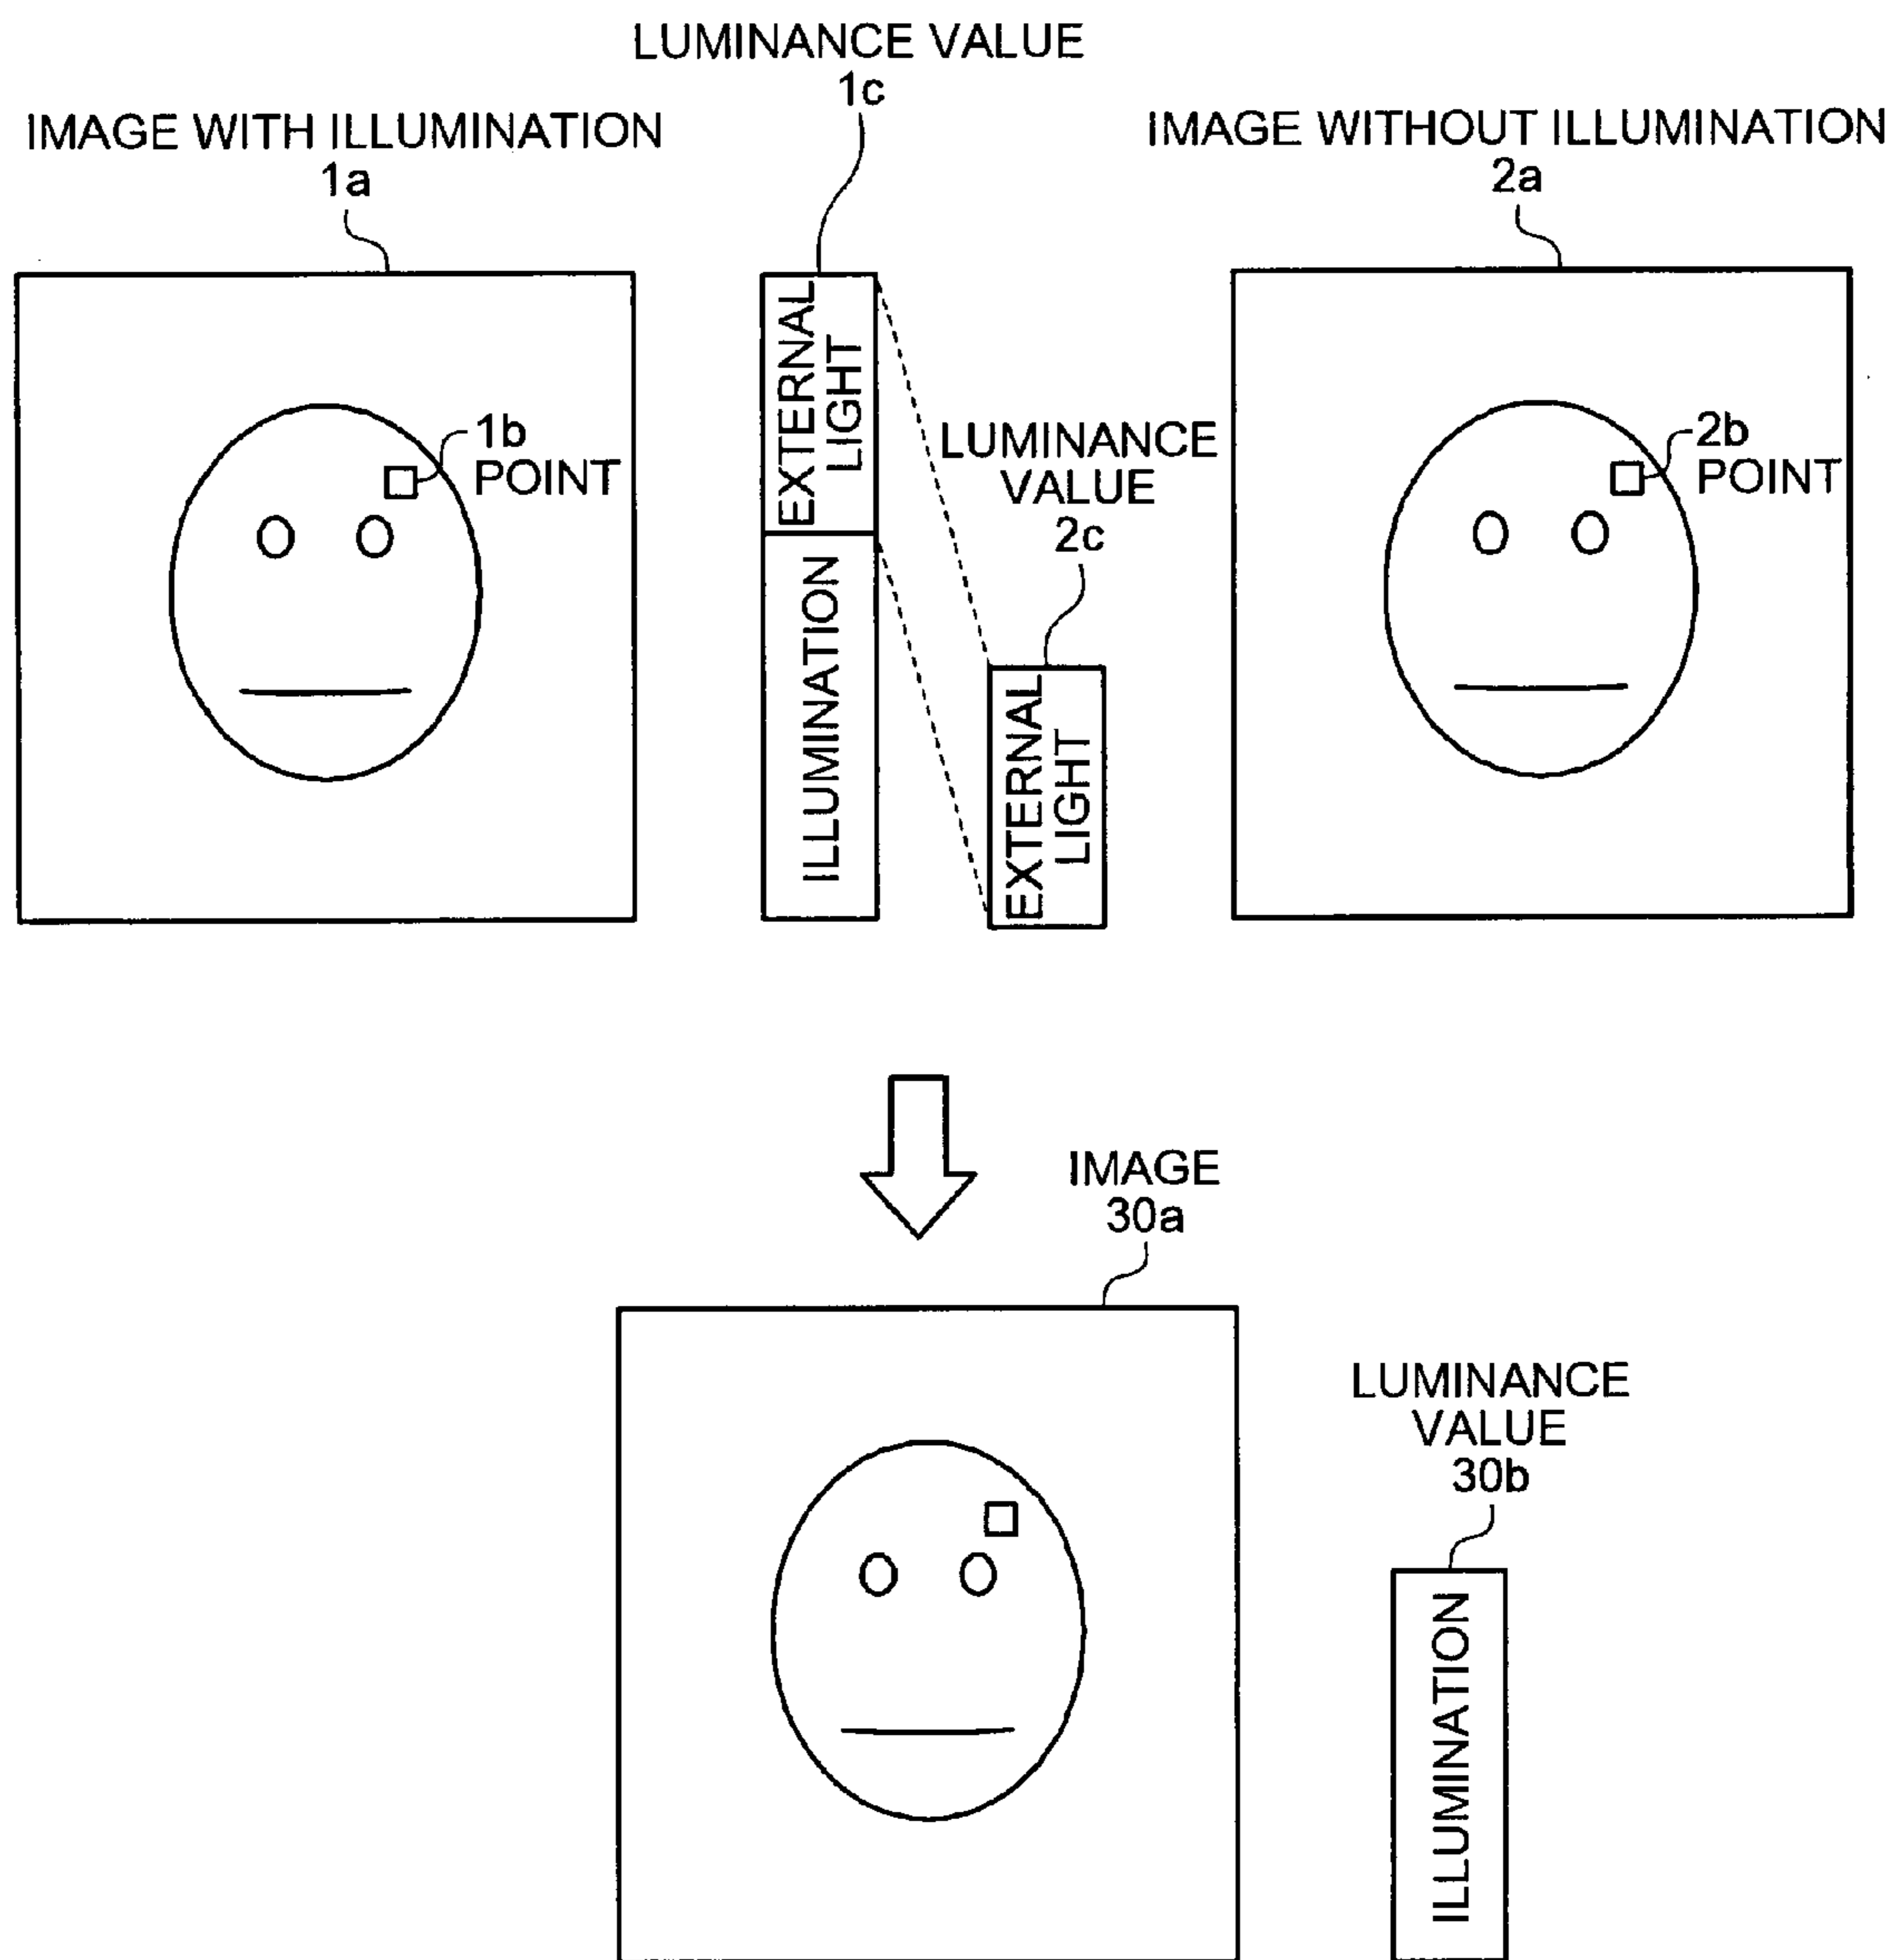 LUMINANCE VALUE
1c
IMAGE WITH ILLUMINATION
1a
IMAGE WITHOUT ILLUMINATION
2a
EXTERNAL
LIGHT
ILLUMINATION
1b
POINT
LUMINANCE
VALUE
2c
EXTERNAL
LIGHT
2b
POINT
IMAGE
30a
LUMINANCE
VALUE
30b
ILLUMINATION